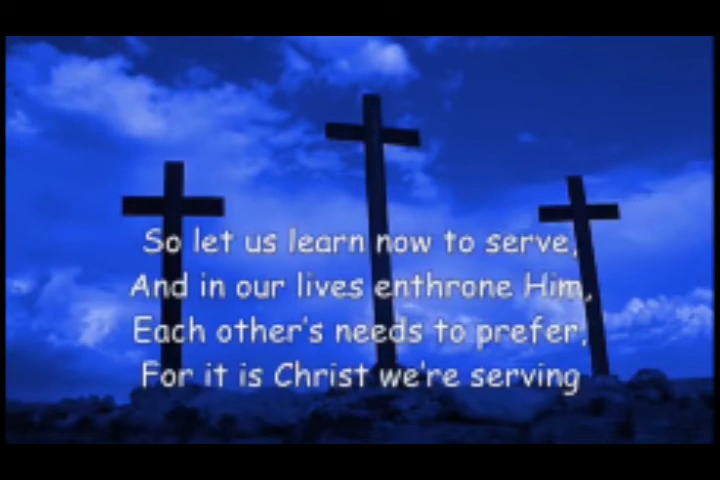 So let us learn now to serve,
And in our lives enthrone Him,
Each other's needs to prefer,
For it is Christ we're serving